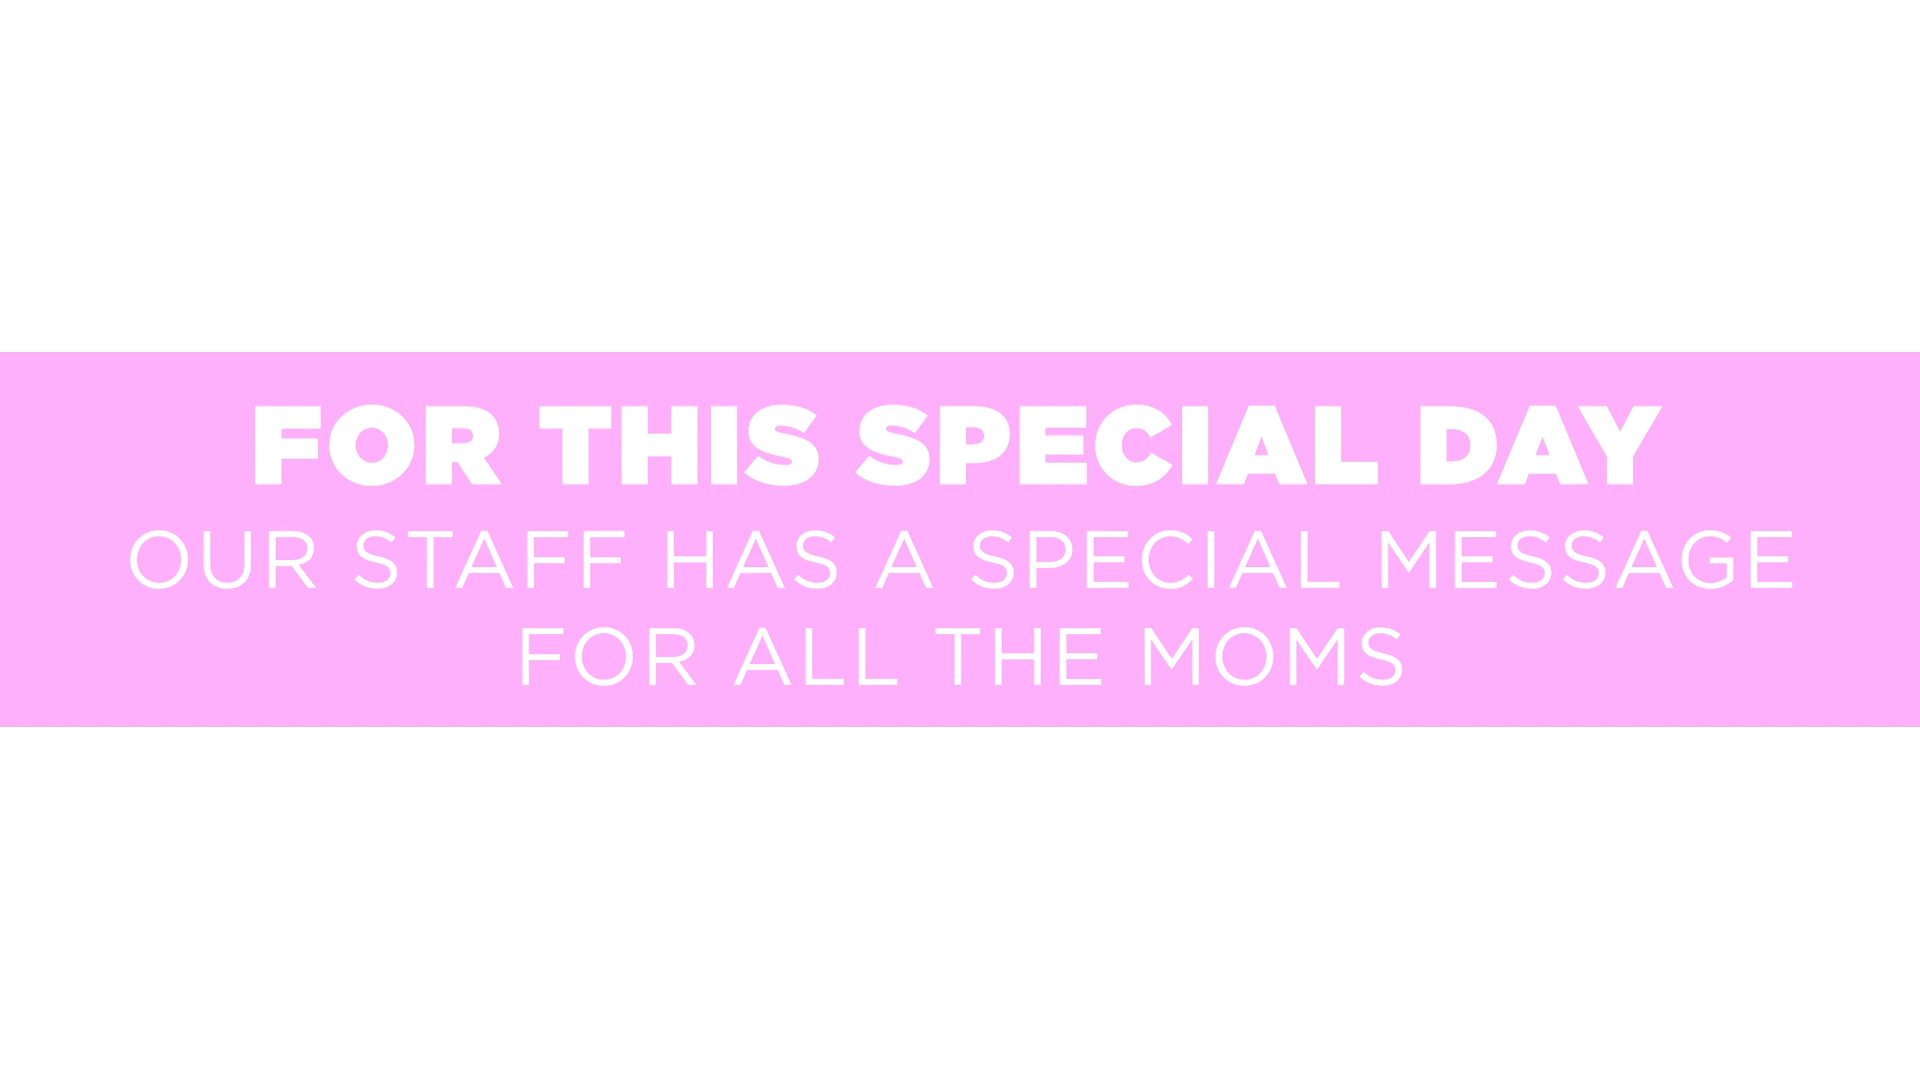 FOR THIS SPECIAL DAY
OUR STAFF HAS A SPECIAL MESSAGE
FOR ALL THE MOMS